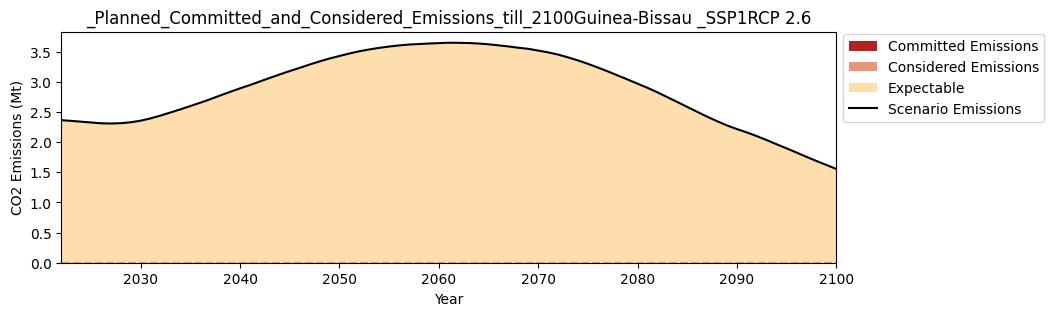 _Planned_Committed_and_Considered_Emissions_till_2100Guinea-Bissau _SSP1RCP 2.6
CO2 Emissions (Mt)
3.5
3.0
2.5
2.0
1.5
1.0
0.5
0.0
2030 2040 2050 2060 2070 2080 2090 2100
Year
Committed Emissions
Considered Emissions
Expectable
Scenario Emissions